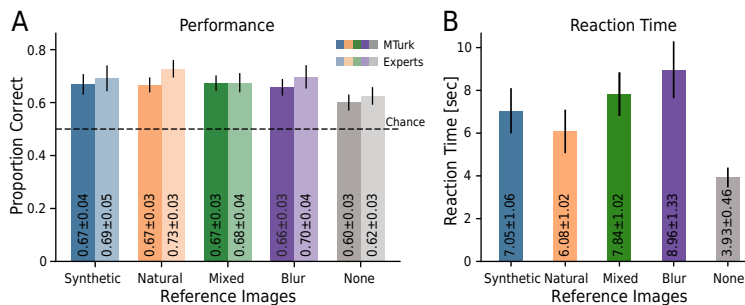 A
Performance
Proportion Correct
0.8
0.6
0.4
0.2
0
MTurk
Experts
Chance
0.67±0.04
0.69±0.05
0.67±0.03
0.73±0.03
0.67±0.03
0.68±0.04
0.66±0.03
0.70±0.04
0.60±0.03
0.62±0.03
Synthetic Natural Mixed Blur None
Reference Images
B
Reaction Time
Reaction Time [sec]
10
8
6
4
2
0
7.05±1.06
6.08±1.02
7.84±1.02
8.96±1.33
3.93±0.46
Synthetic Natural Mixed Blur None
Reference Images